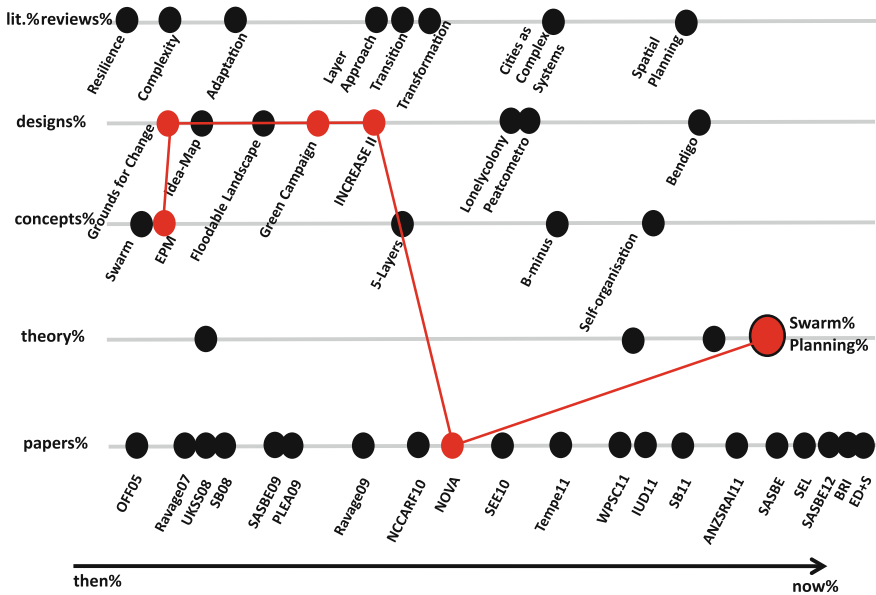 lit.%reviews%
Resilience
Complexity
Adaptation
Layer
Approach
Transition
Transformation
Cities as
Complex
Systems
Spatial
Planning
designs%
Grounds for Change
Idea-Map
Floodable Landscape
Green Campaign
INCREASE II
Lonelycolony
Peatcometro
Bendigo
concepts%
Swarm
EPM
5-Layers
B-minus
Self-organisation
theory%
Swarm%
Planning%
papers%
OFF05
Ravage07
UKSS08
SB08
SASBE09
PLEA09
Ravage09
NCCARF10
NOVA
SEE10
Tempe11
WPSC11
IUD11
SB11
ANZSRAI11
SASBE
SEL
SASBE12
BRI
ED+S
then%
now%